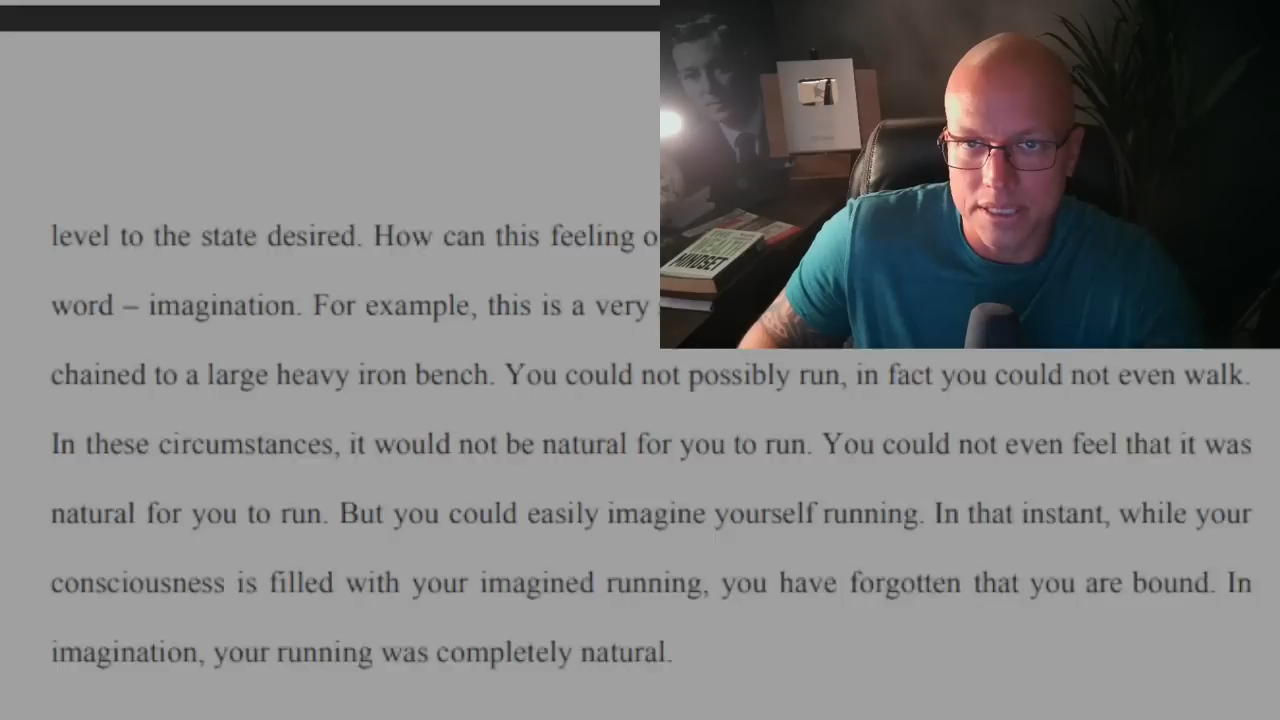 level to the state desired. How can this feeling o
word – imagination. For example, this is a very
chained to a large heavy iron bench. You could not possibly run, in fact you could not even walk.
In these circumstances, it would not be natural for you to run. You could not even feel that it was
natural for you to run. But you could easily imagine yourself running. In that instant, while your
consciousness is filled with your imagined running, you have forgotten that you are bound. In
imagination, your running was completely natural.
MINDSET